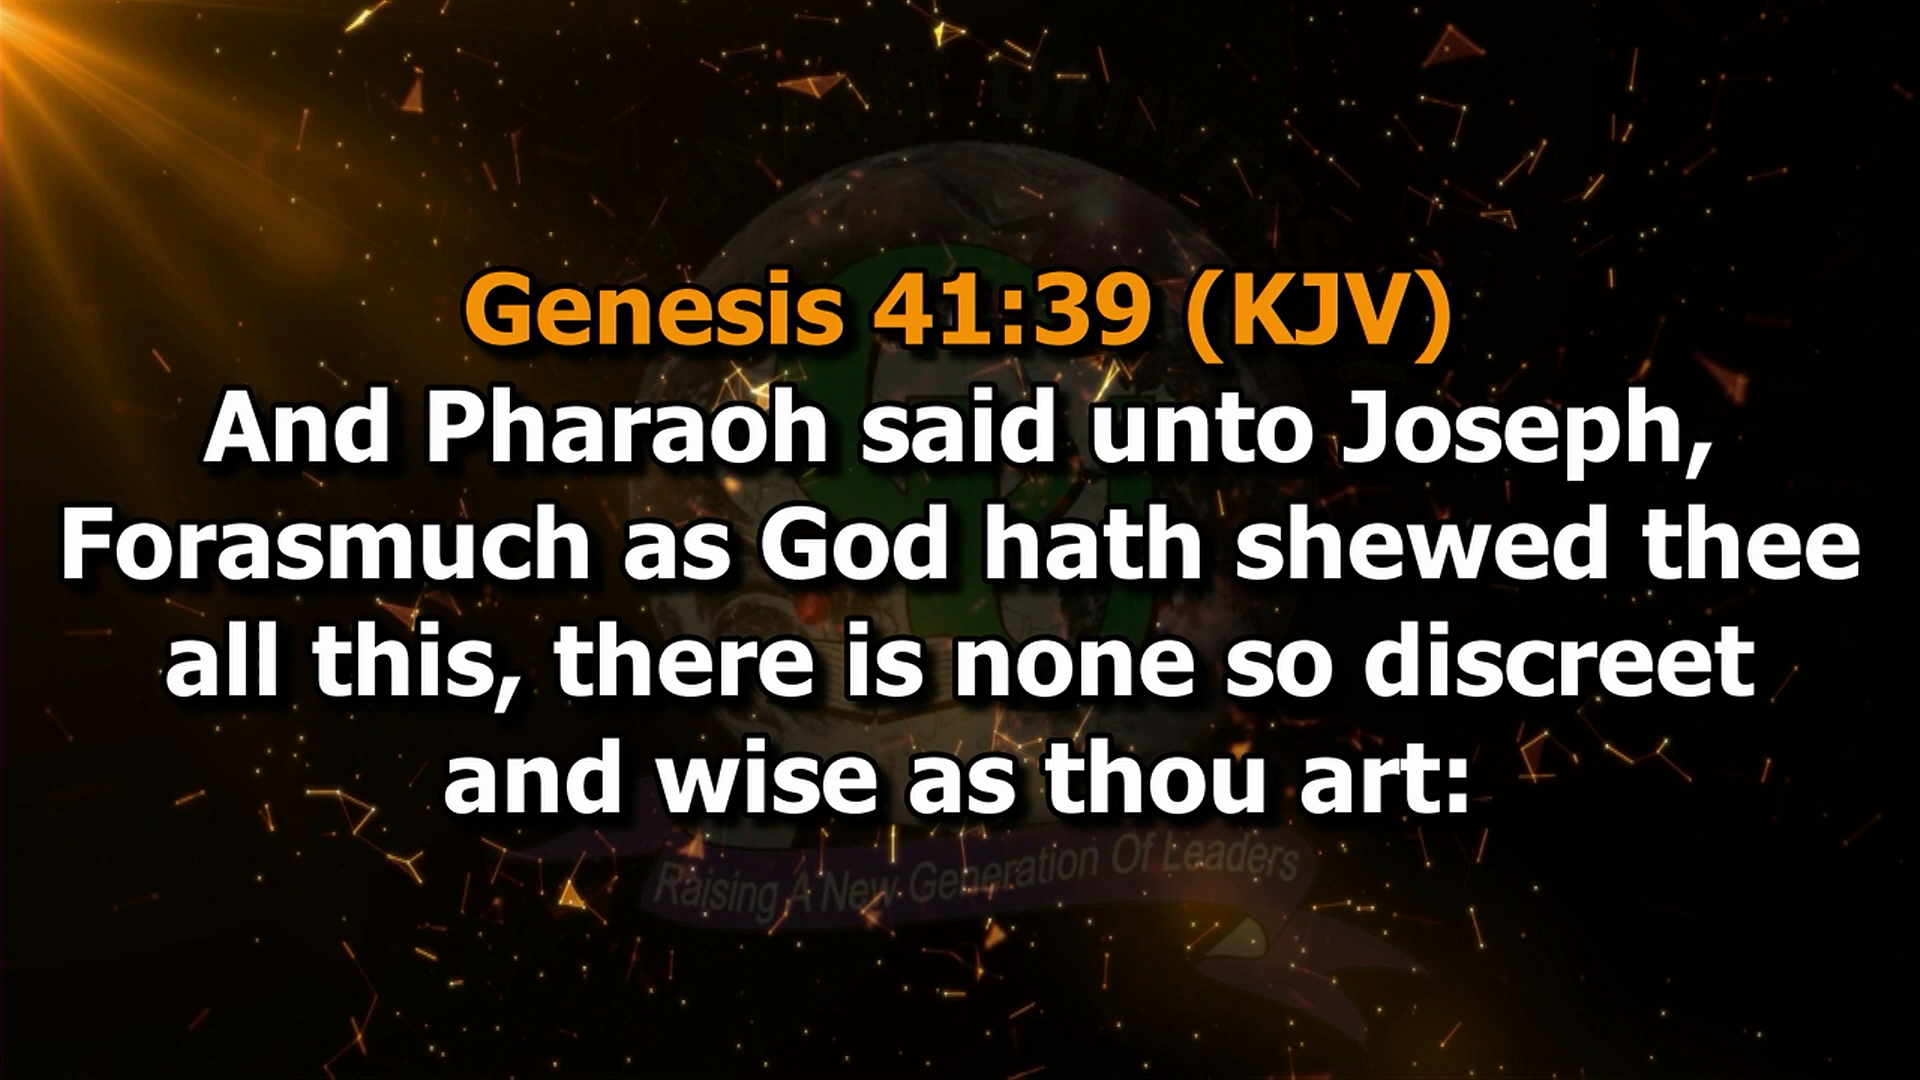 Genesis 41:39 (KJV)
And Pharaoh said unto Joseph,
Forasmuch as God hath shewed thee
all this, there is none so discreet
and wise as thou art:
Raising A New Generation Of Leaders